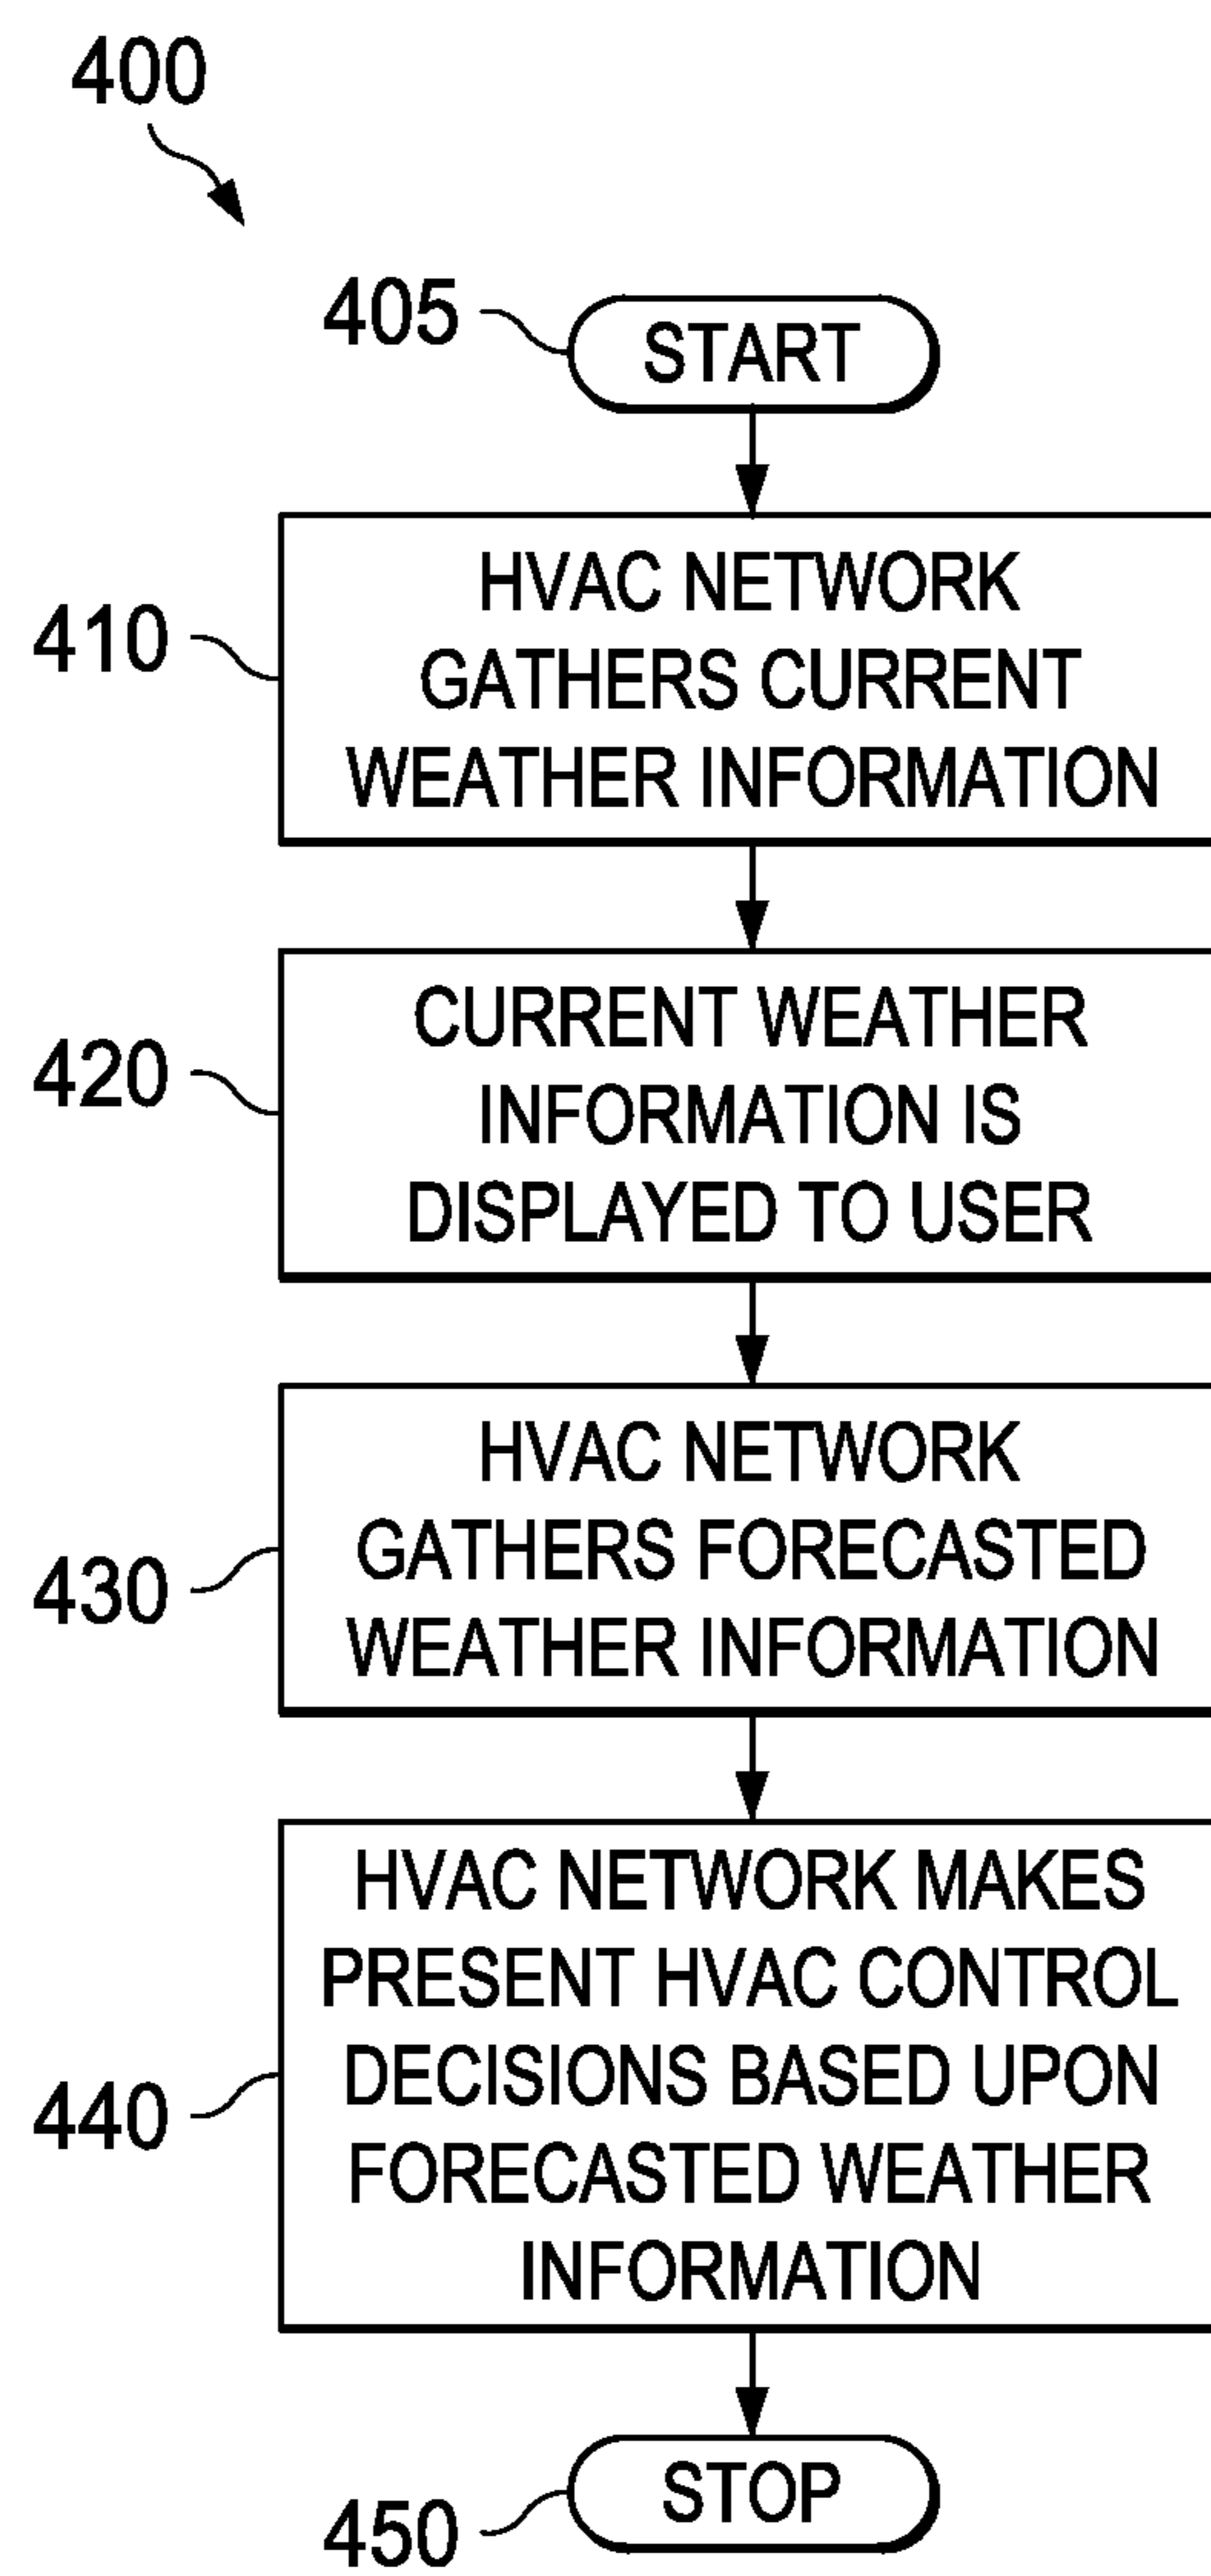 400
405
START
410
HVAC NETWORK
GATHERS CURRENT
WEATHER INFORMATION
420
CURRENT WEATHER
INFORMATION IS
DISPLAYED TO USER
430
HVAC NETWORK
GATHERS FORECASTED
WEATHER INFORMATION
440
HVAC NETWORK MAKES
PRESENT HVAC CONTROL
DECISIONS BASED UPON
FORECASTED WEATHER
INFORMATION
450
STOP